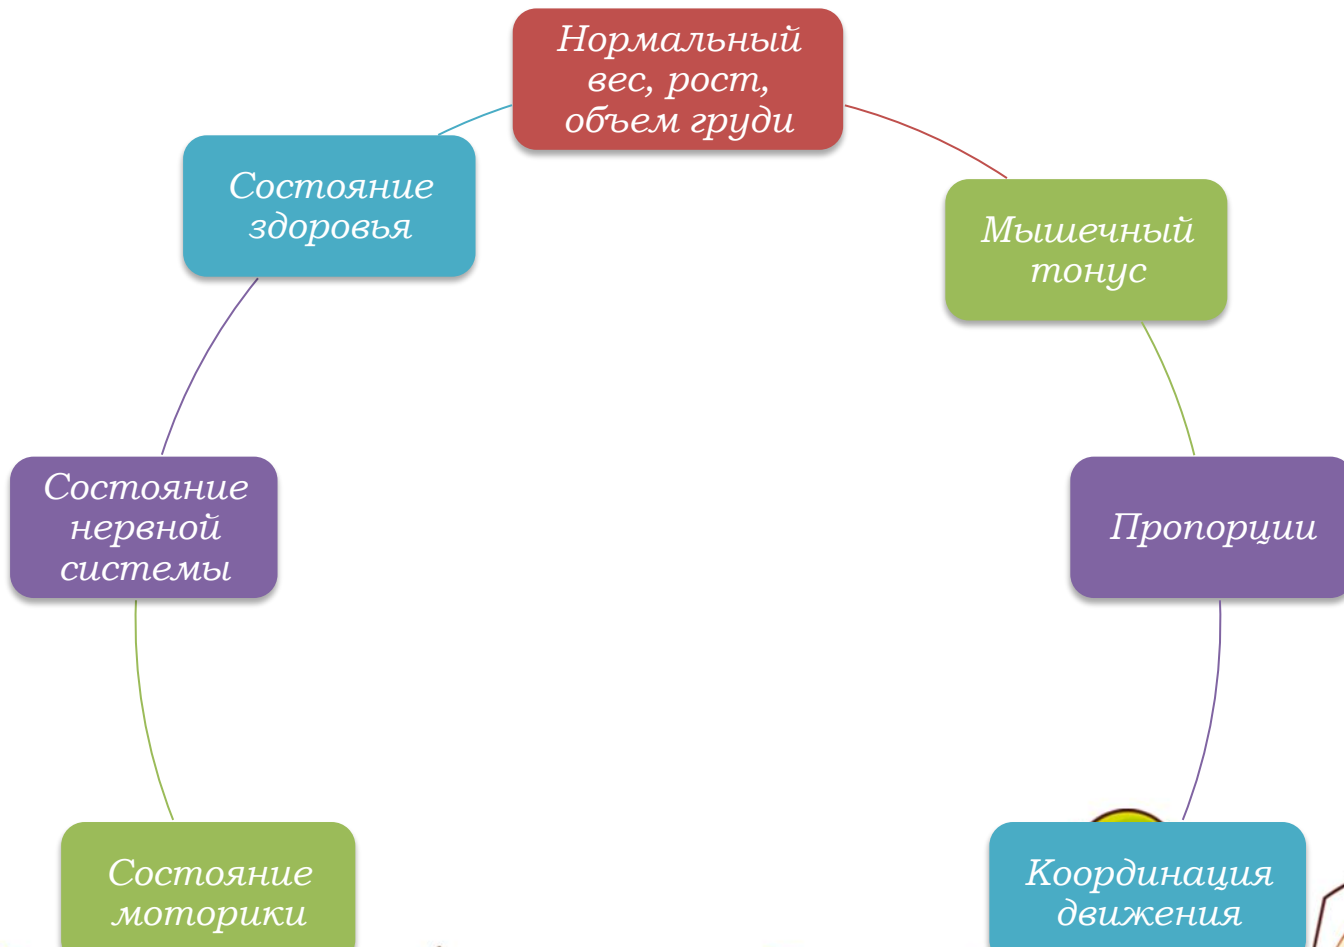 Нормальный
вес, рост,
объем груди
Состояние
здоровья
Мышечный
тонус
Состояние
нервной
системы
Пропорции
Состояние
моторики
Координация
движения